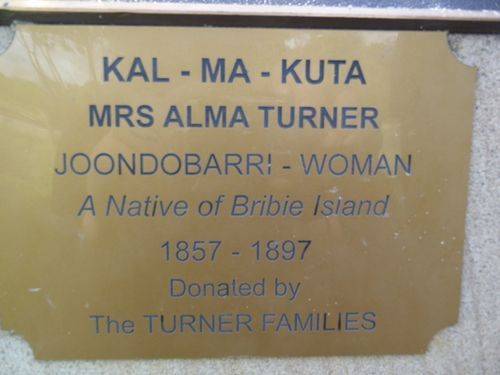 KAL - MA - KUTA
MRS ALMA TURNER
JOONDOBARRI - WOMAN
A Native of Bribie Island
1857 - 1897
Donated by
The TURNER FAMILIES